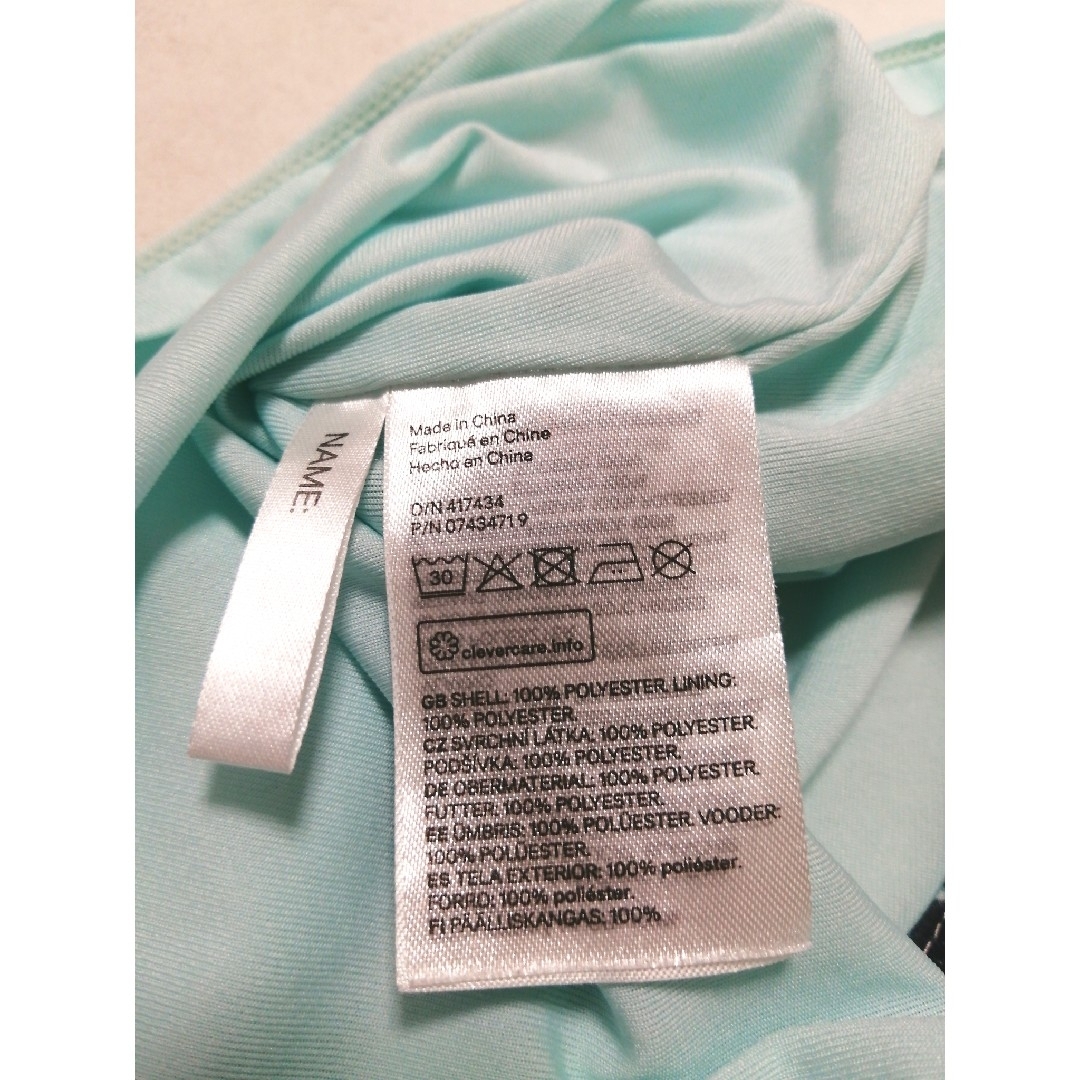 NAME:
Made in China
Fabriqué en Chine
Hecho en China
O/N 417434
P/N 0743471 9
30
clevercare.info
GB SHELL: 100% POLYESTER. LINING:
100% POLYESTER.
CZ SVRCHNÍ LÁTKA: 100% POLYESTER.
PODŠÍVKA: 100% POLYESTER.
DE OBERMATERIAL: 100% POLYESTER.
FUTTER: 100% POLYESTER.
EE ÜMBRIS: 100% POLÜESTER. VOODER:
100% POLÜESTER.
ES TELA EXTERIOR: 100% poliéster.
FORRO: 100% poliéster.
FI PÄÄLLISKANGAS: 100%